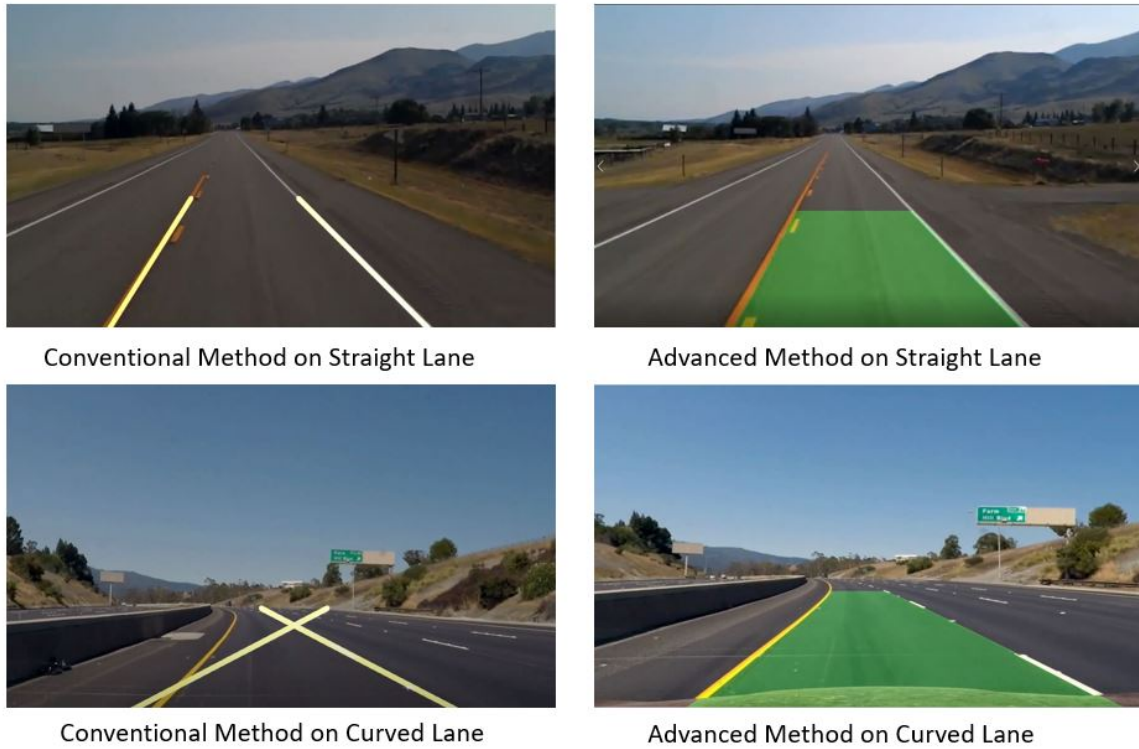 Conventional Method on Straight Lane
Advanced Method on Straight Lane
Farm
Conventional Method on Curved Lane
Advanced Method on Curved Lane